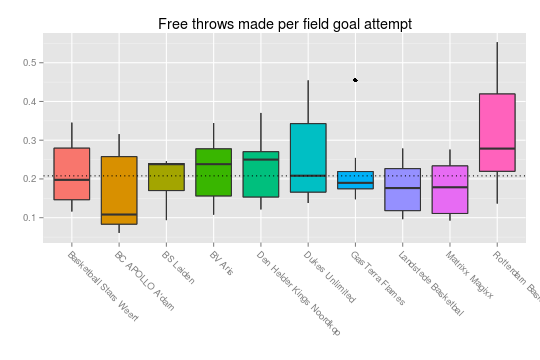 Free throws made per field goal attempt
0.5
0.4
0.3
0.2
0.1
Basketball Stars Weert
BC APOLLO A'dam
BS Leiden
BV Aris
Den Helder Kings Noordkop
Dukes Unlimited
GasTerra Flames
Landstede Basketbal
Matrixx Magixx
Rotterdam Bas